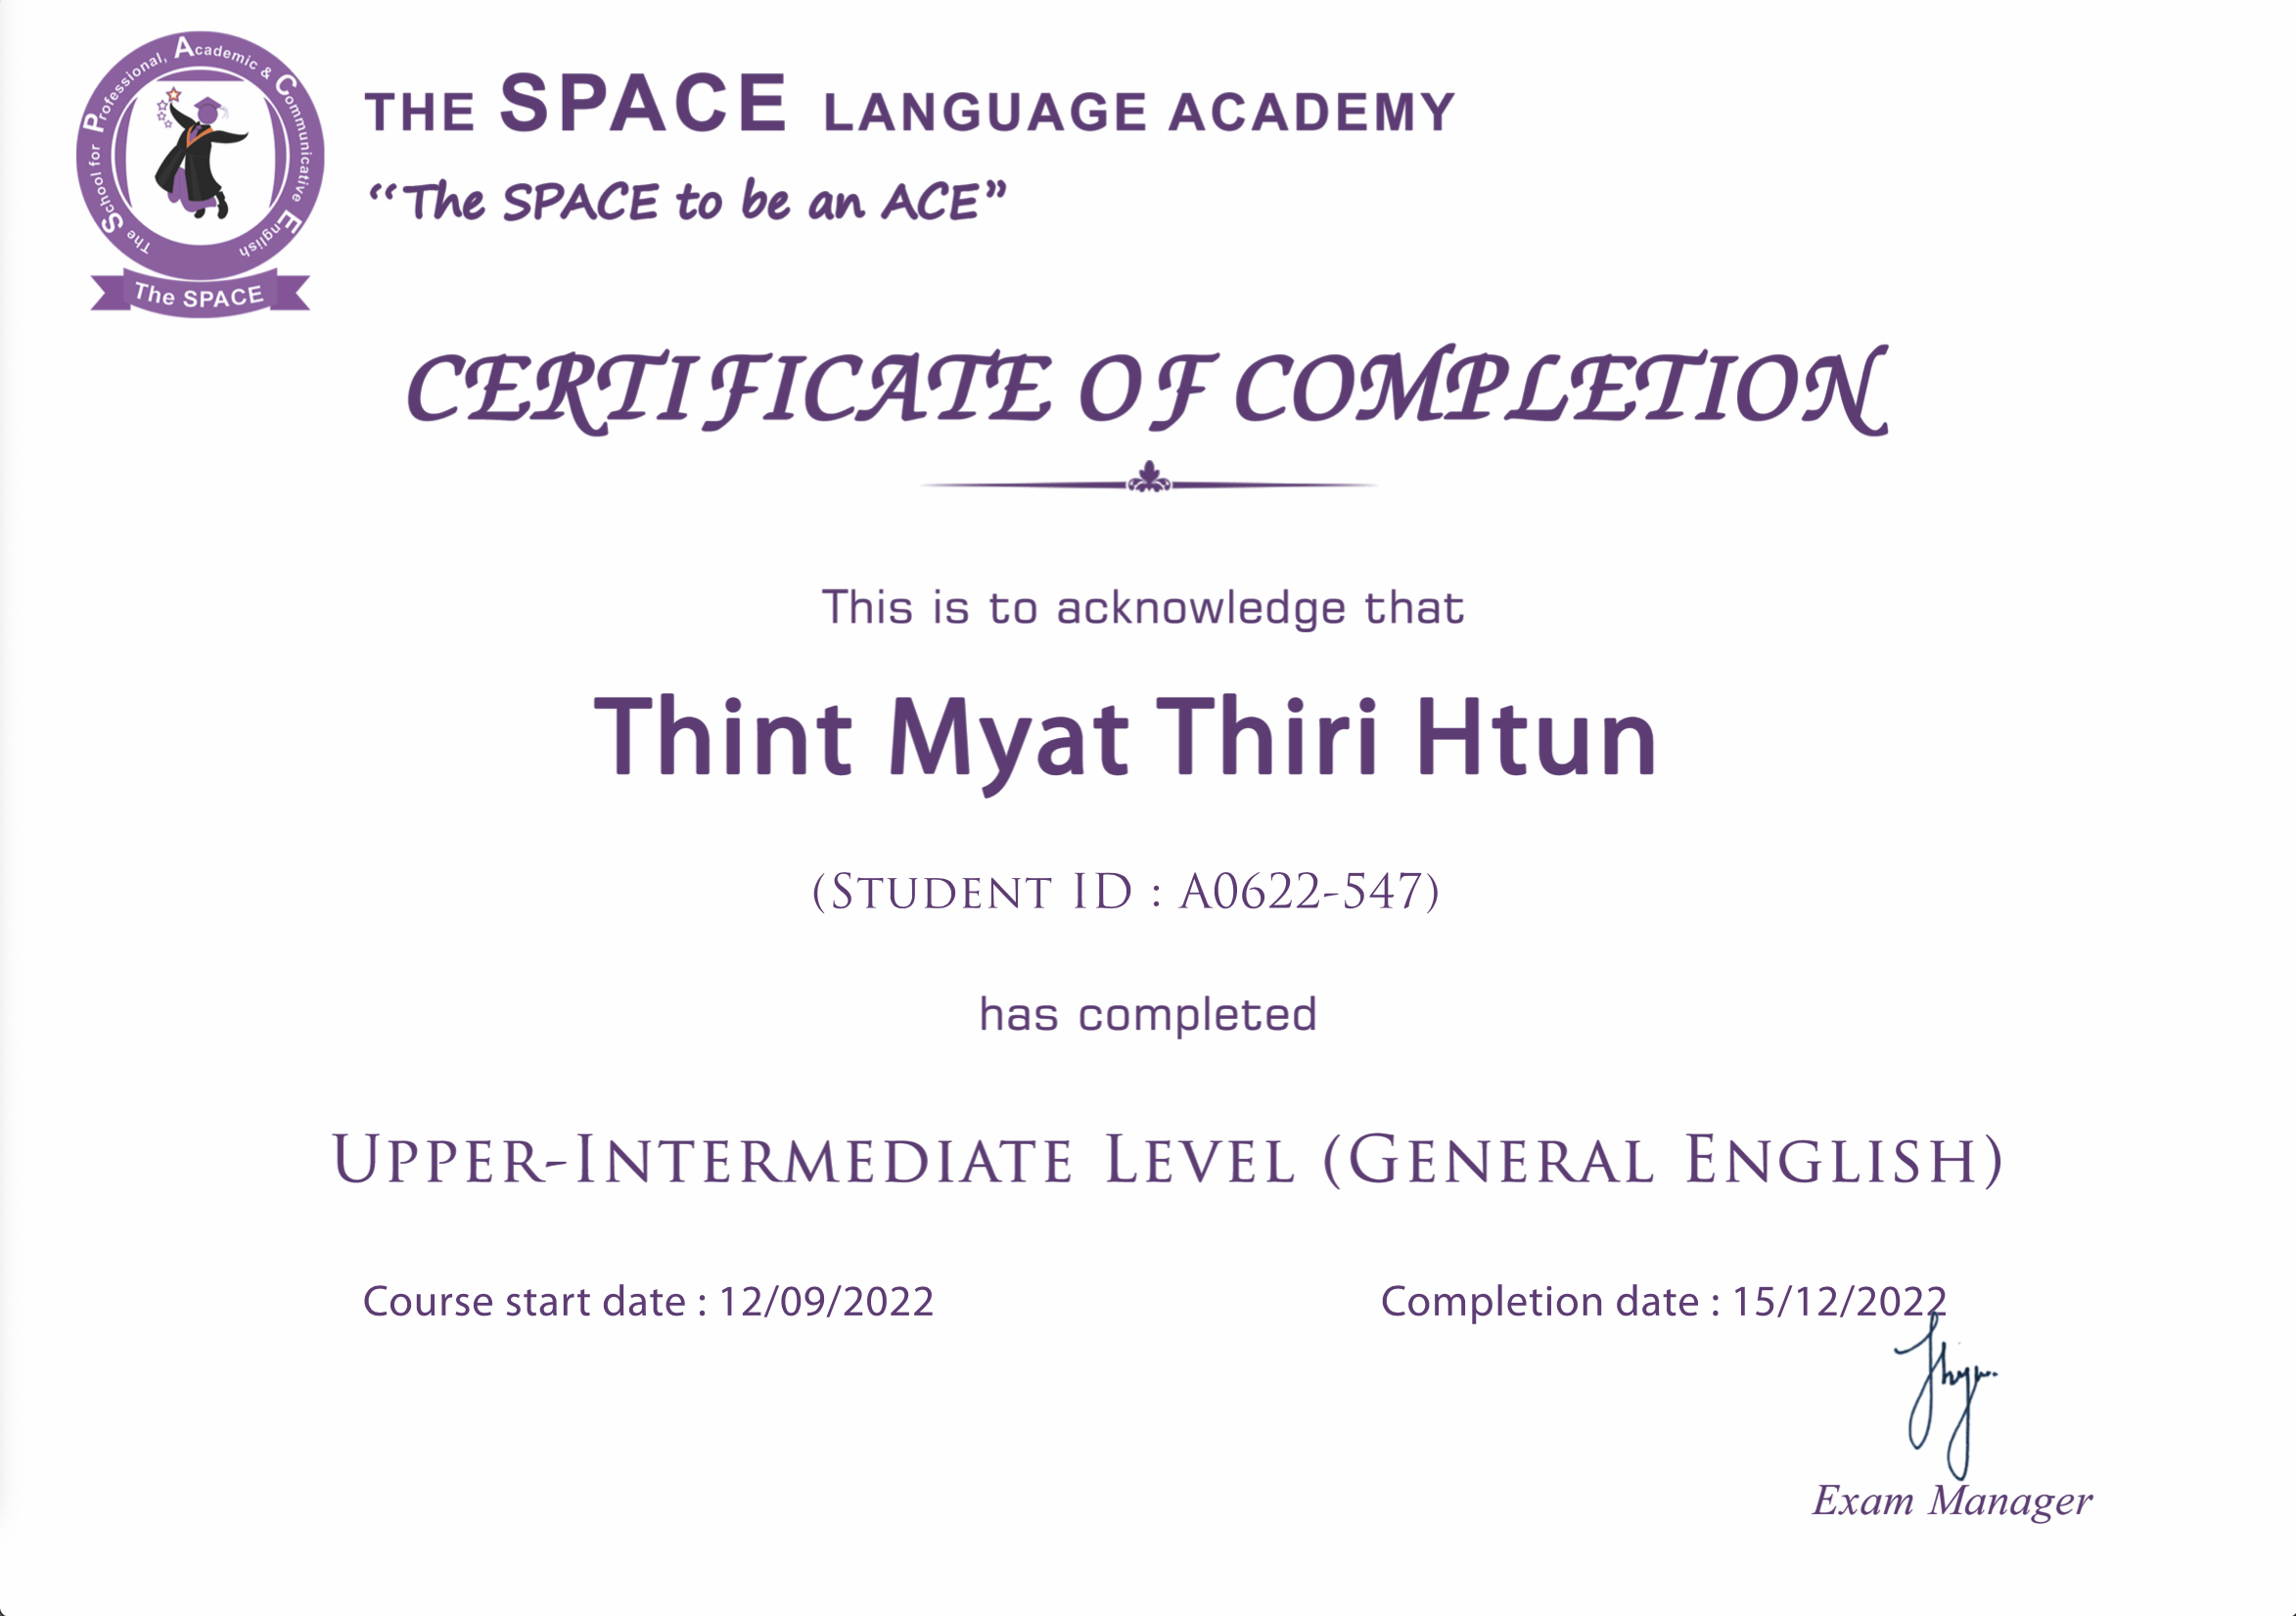 The School for Professional, Academic & Communicative English
The SPACE
THE SPACE LANGUAGE ACADEMY
“The SPACE to be an ACE”
CERTIFICATE OF COMPLETION
This is to acknowledge that
Thint Myat Thiri Htun
(STUDENT ID : A0622-547)
has completed
UPPER-INTERMEDIATE LEVEL (GENERAL ENGLISH)
Course start date : 12/09/2022
Completion date : 15/12/2022
Exam Manager